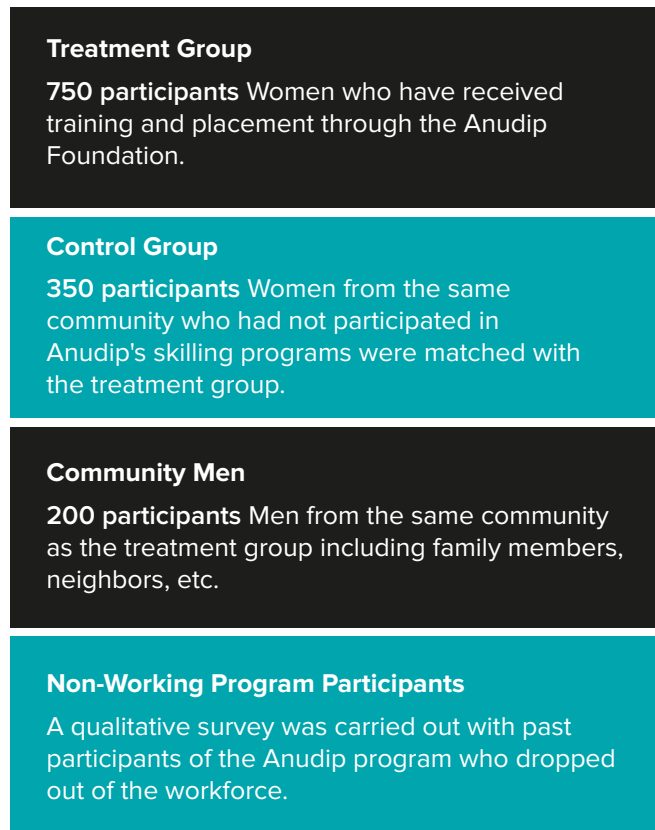 Treatment Group
750 participants Women who have received
training and placement through the Anudip
Foundation.
Control Group
350 participants Women from the same
community who had not participated in
Anudip's skilling programs were matched with
the treatment group.
Community Men
200 participants Men from the same community
as the treatment group including family members,
neighbors, etc.
Non-Working Program Participants
A qualitative survey was carried out with past
participants of the Anudip program who dropped
out of the workforce.